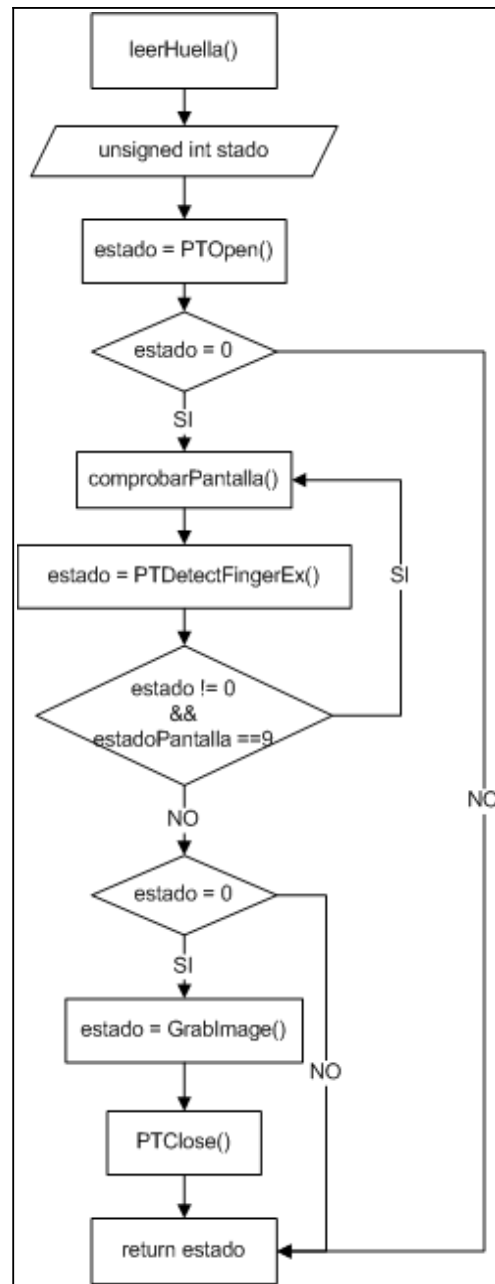 leerHuella()
unsigned int stado
estado = PTOpen()
estado = 0
SI
comprobarPantalla()
estado = PTDetectFingerEx()
SI
estado != 0
&&
estadoPantalla ==9
NO
NO
estado = 0
SI
estado = GrabImage()
NO
PTClose()
return estado